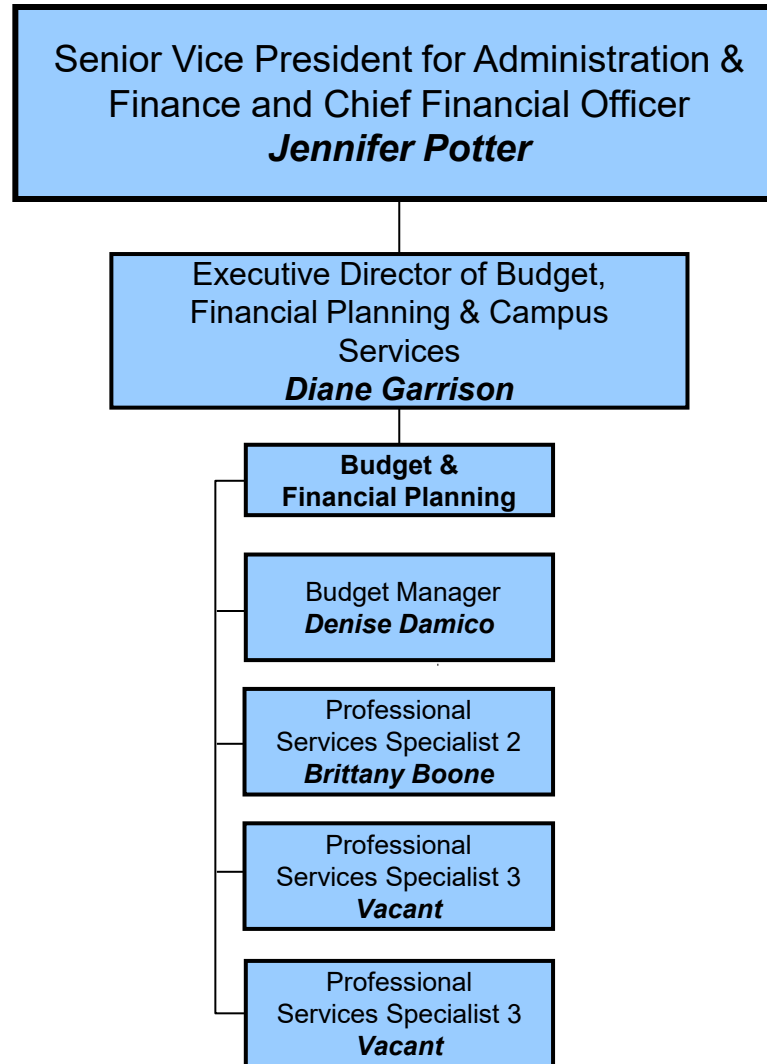 Senior Vice President for Administration &
Finance and Chief Financial Officer
Jennifer Potter
Executive Director of Budget,
Financial Planning & Campus
Services
Diane Garrison
Budget &
Financial Planning
Budget Manager
Denise Damico
Professional
Services Specialist 2
Brittany Boone
Professional
Services Specialist 3
Vacant
Professional
Services Specialist 3
Vacant